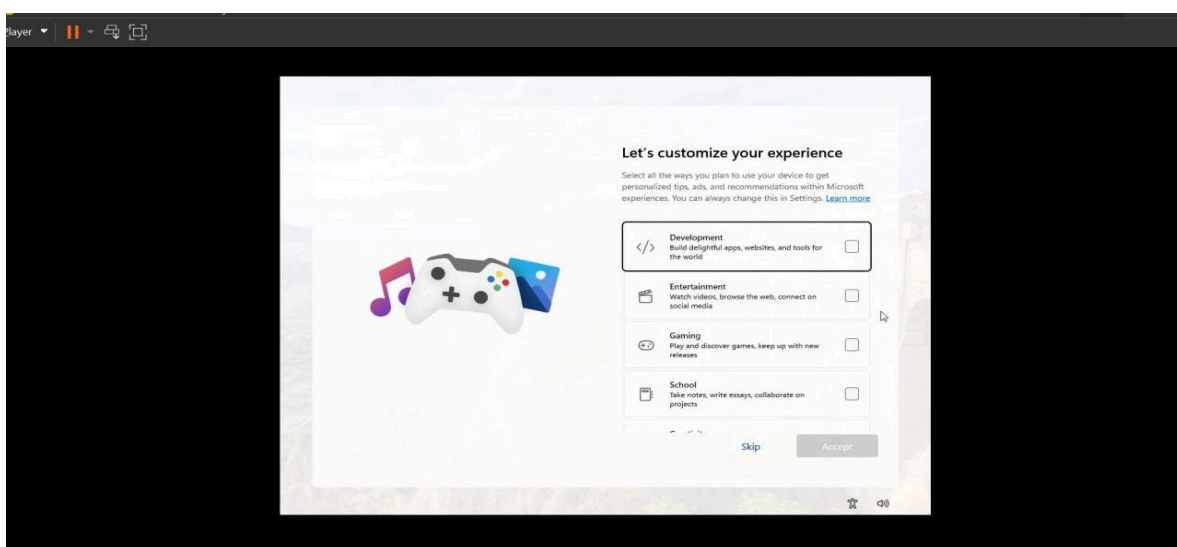 Player
Let's customize your experience
Select all the ways you plan to use your device to get
personalized tips, ads, and recommendations within Microsoft
experiences. You can always change this in Settings. Learn more
Development
Build delightful apps, websites, and tools for
the world
Entertainment
Watch videos, browse the web, connect on
social media
Gaming
Play and discover games, keep up with new
releases
School
Take notes, write essays, collaborate on
projects
Skip
Accept